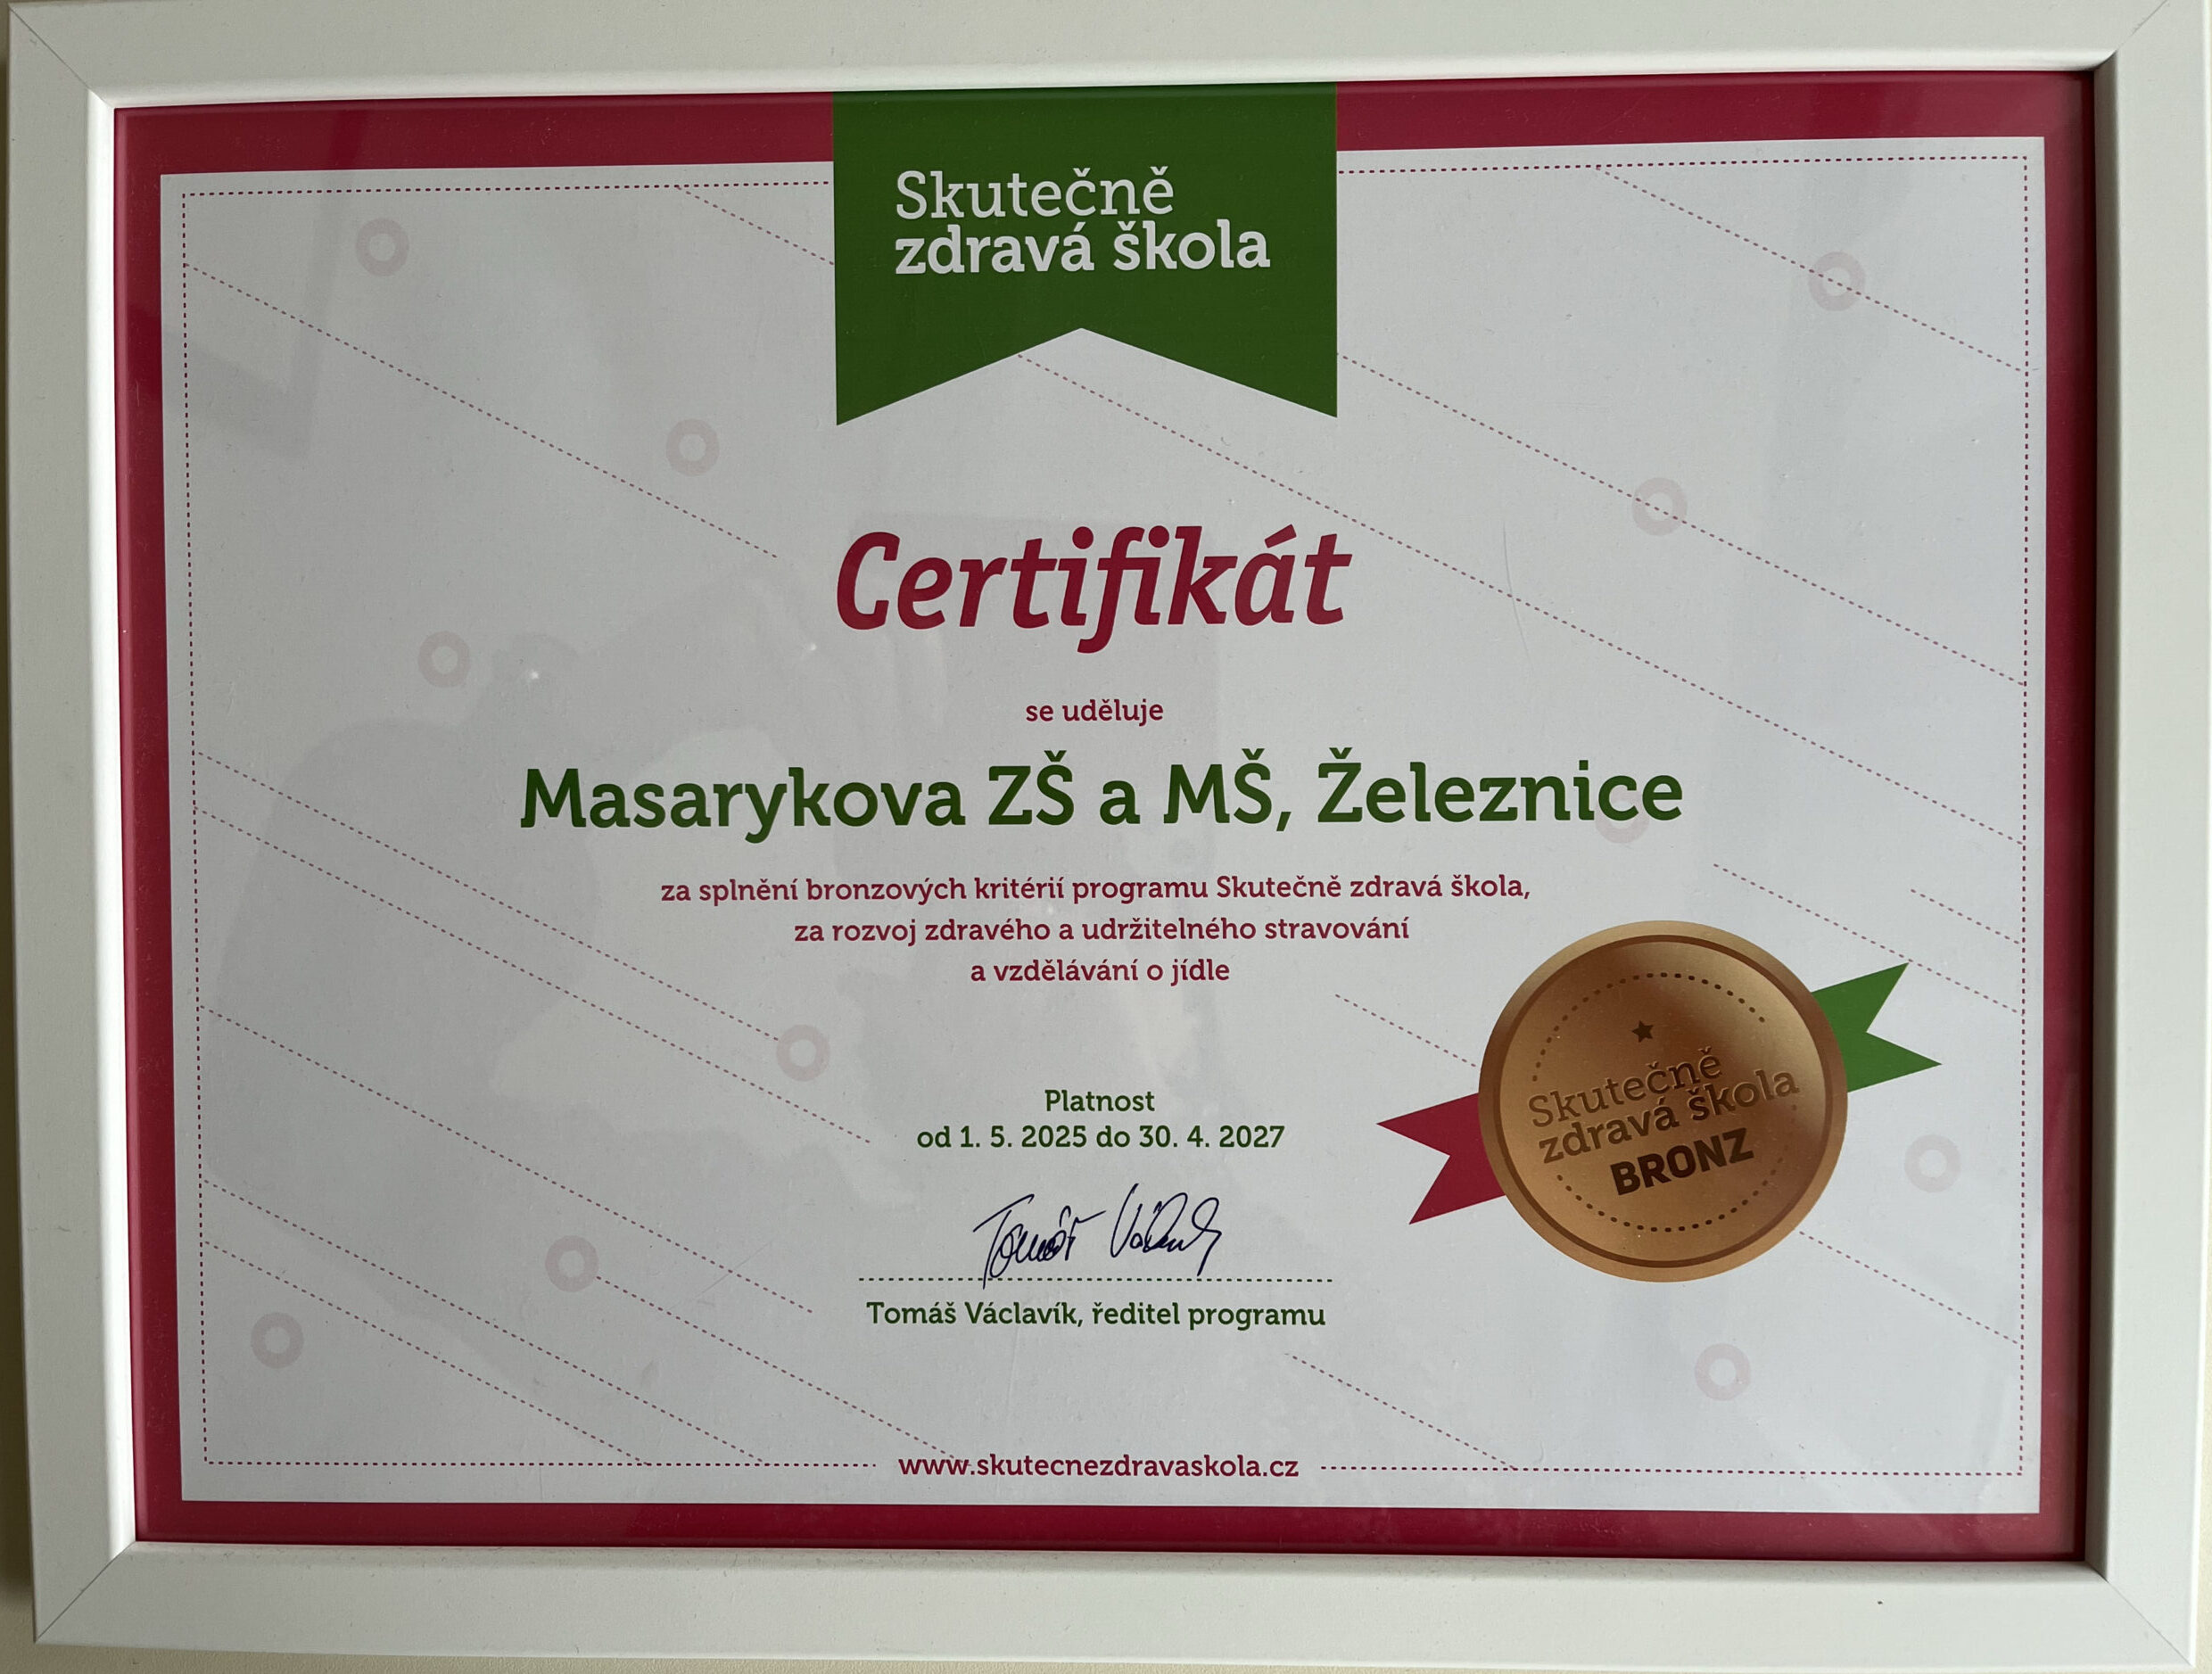 Skutečně
zdravá škola
Certifikát
se uděluje
Masarykova ZŠ a MŠ, Železnice
za splnění bronzových kritérií programu Skutečně zdravá škola,
za rozvoj zdravého a udržitelného stravování
a vzdělávání o jídle
Skutečně
zdravá škola
BRONZ
Platnost
od 1. 5. 2025 do 30. 4. 2027
Tomáš Václavík, ředitel programu
www.skutecnezdravaskola.cz